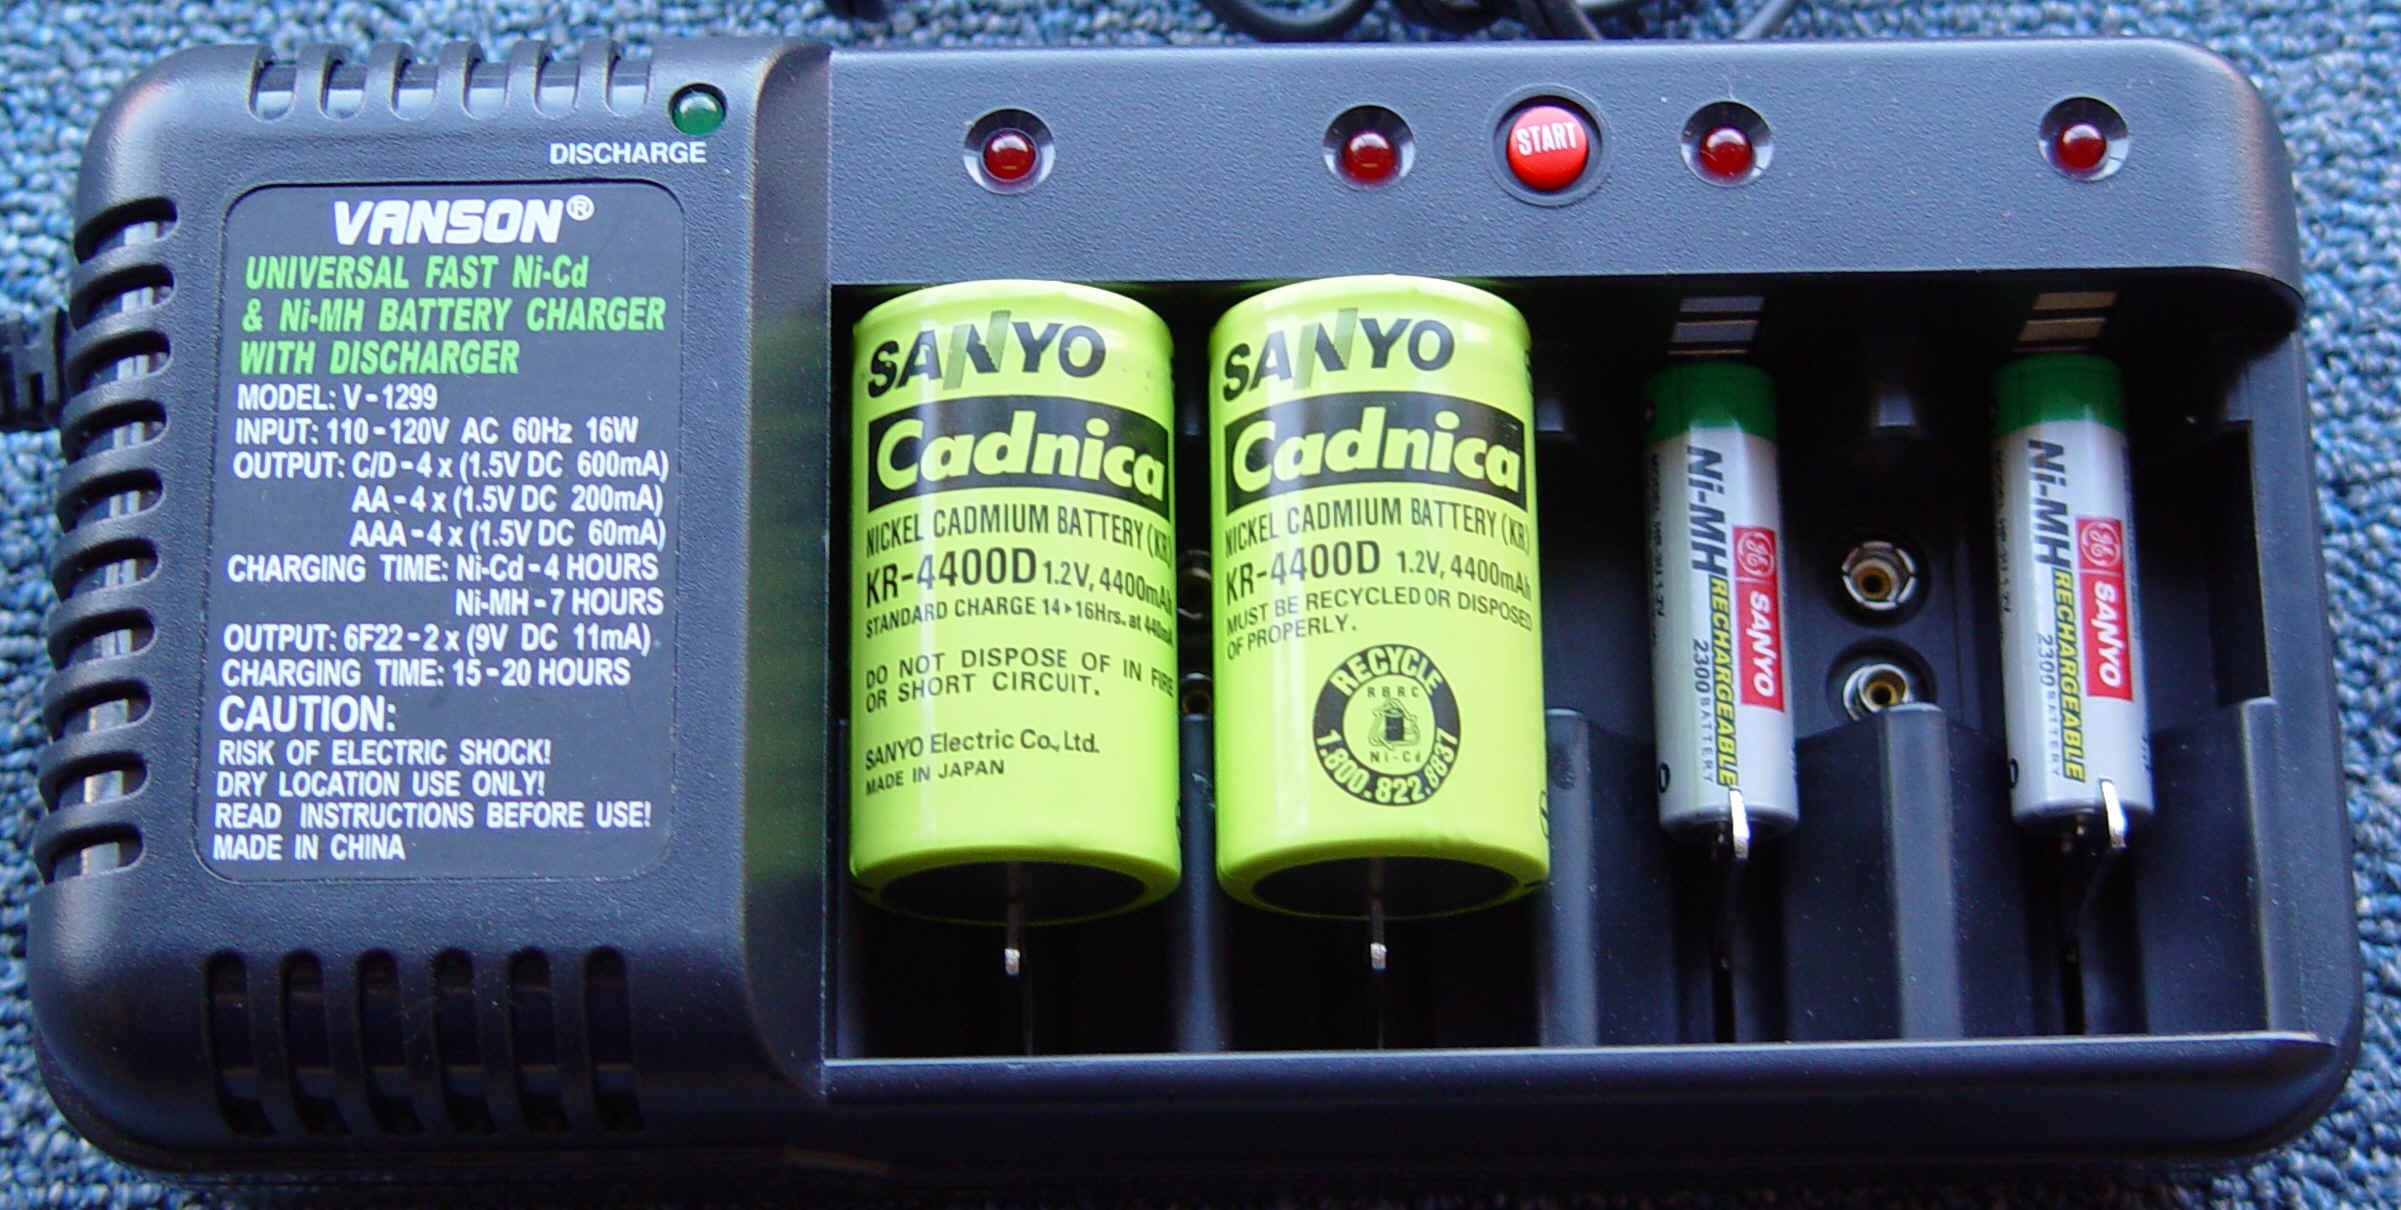 DISCHARGE
START
VANSON®
UNIVERSAL FAST Ni-Cd
& Ni-MH BATTERY CHARGER
WITH DISCHARGER
MODEL: V-1299
INPUT: 110-120V AC 60Hz 16W
OUTPUT: C/D-4 x (1.5V DC 600mA)
AA-4 x (1.5V DC 200mA)
AAA-4 x (1.5V DC 60mA)
CHARGING TIME: Ni-Cd-4 HOURS
Ni-MH-7 HOURS
OUTPUT: 6F22-2 x (9V DC 11mA)
CHARGING TIME: 15-20 HOURS
CAUTION:
RISK OF ELECTRIC SHOCK!
DRY LOCATION USE ONLY!
READ INSTRUCTIONS BEFORE USE!
MADE IN CHINA
SANYO
Cadnica
NICKEL CADMIUM BATTERY (KR)
KR-4400D 1.2V, 4400mAh
STANDARD CHARGE 14▸16Hrs. at 440mA
DO NOT DISPOSE OF IN FIRE
OR SHORT CIRCUIT.
SANYO Electric Co., Ltd.
MADE IN JAPAN
SANYO
Cadnica
NICKEL CADMIUM BATTERY (KR)
KR-4400D 1.2V, 4400mAh
MUST BE RECYCLED OR DISPOSED
OF PROPERLY.
RECYCLE
RBRC
Ni-Cd
1.800.822.8837
GE SANYO
Ni-MH RECHARGEABLE
2300 BATTERY
GE SANYO
Ni-MH RECHARGEABLE
2300 BATTERY